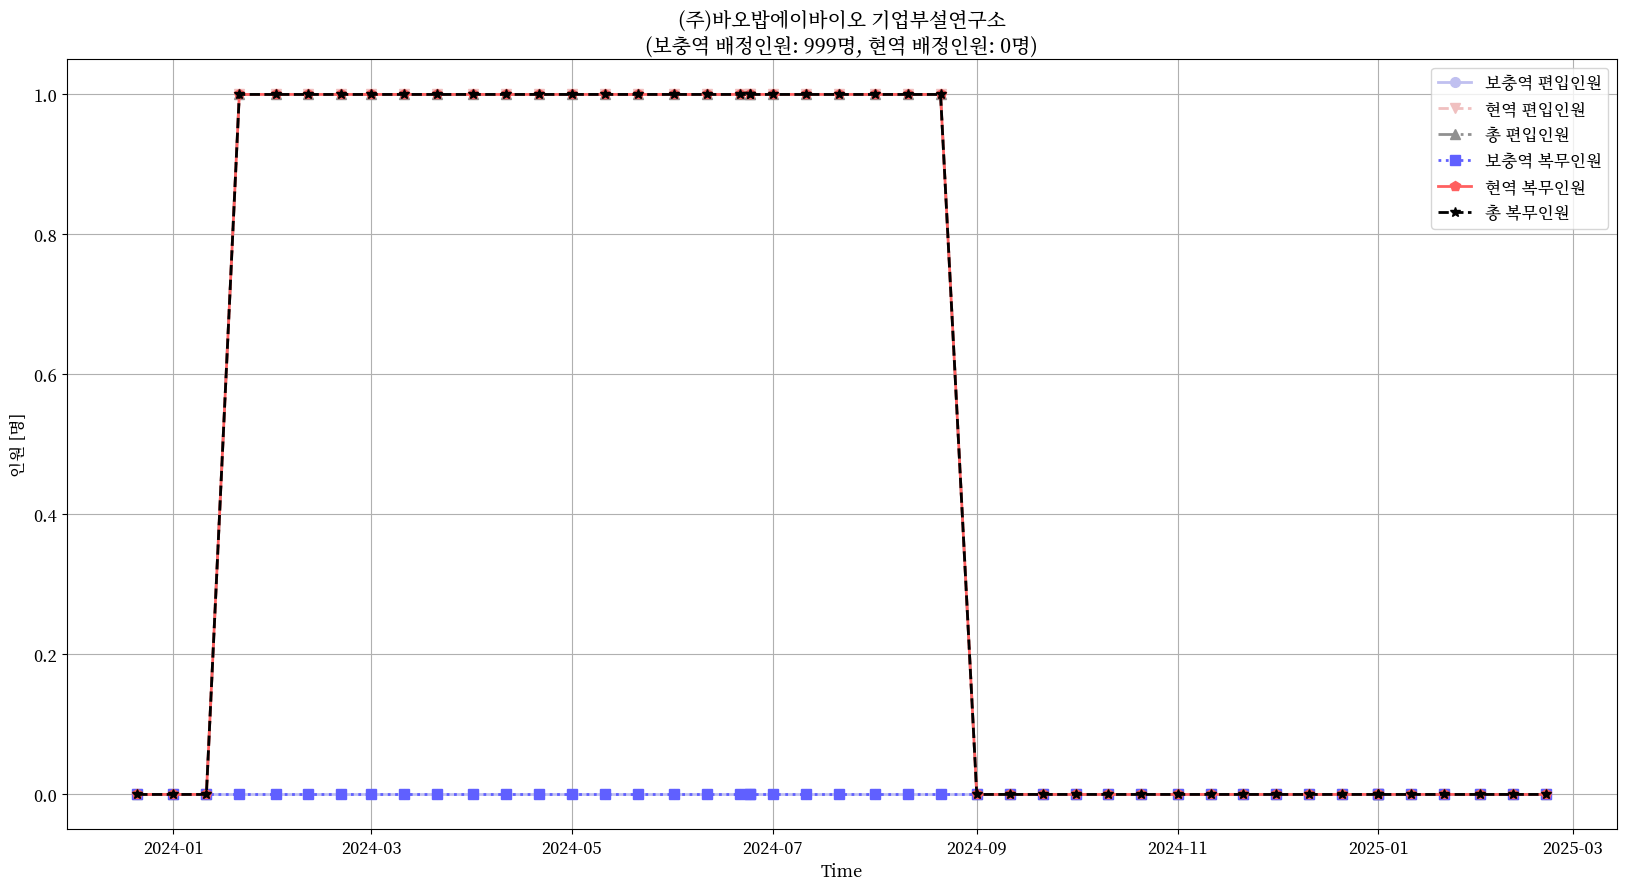 (주)바오밥에이바이오 기업부설연구소
(보충역 배정인원: 999명, 현역 배정인원: 0명)
보충역 편입인원
현역 편입인원
총 편입인원
보충역 복무인원
현역 복무인원
총 복무인원
인원 [명]
1.0
0.8
0.6
0.4
0.2
0.0
2024-01
2024-03
2024-05
2024-07
2024-09
2024-11
2025-01
2025-03
Time